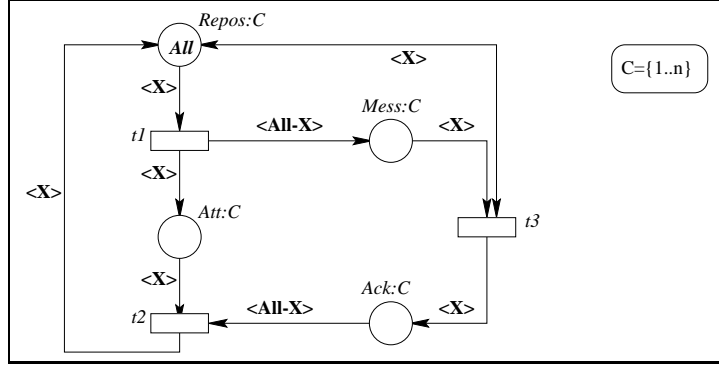 Repos:C
All
<X>
C={1..n}
<X>
Mess:C
<All-X>
<X>
t1
<X>
<X>
Att:C
t3
<X>
Ack:C
<All-X>
<X>
t2